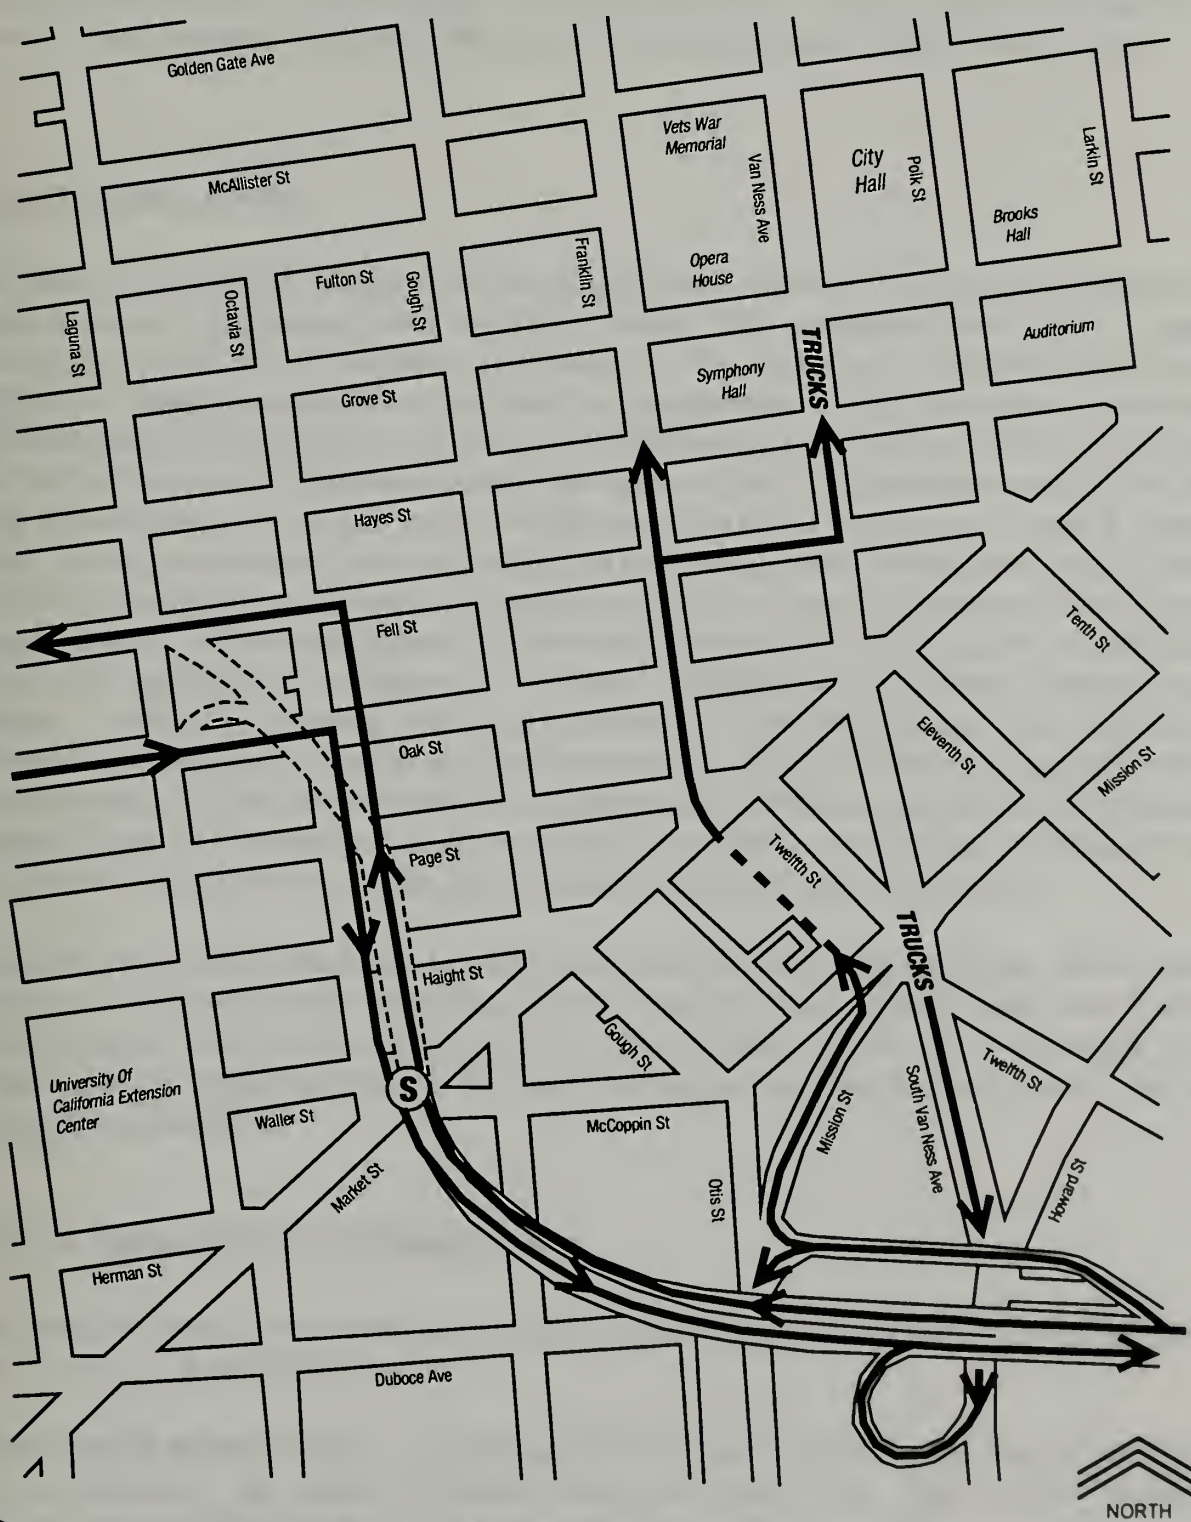 Golden Gate Ave
McAllister St
Vets War
Memorial
Van Ness Ave
City
Hall
Polk St
Larkin St
Brooks
Hall
Opera
House
Franklin St
Fulton St
Gough St
Octavia St
Laguna St
Grove St
Symphony
Hall
TRUCKS
Auditorium
Hayes St
Fell St
Tenth St
Oak St
Eleventh St
Mission St
Page St
Twelfth St
TRUCKS
Haight St
Gough St
S
Twelfth St
University Of
California Extension
Center
Waller St
McCoppin St
Mission St
South Van Ness Ave
Market St
Otis St
Howard St
Herman St
Duboce Ave
NORTH